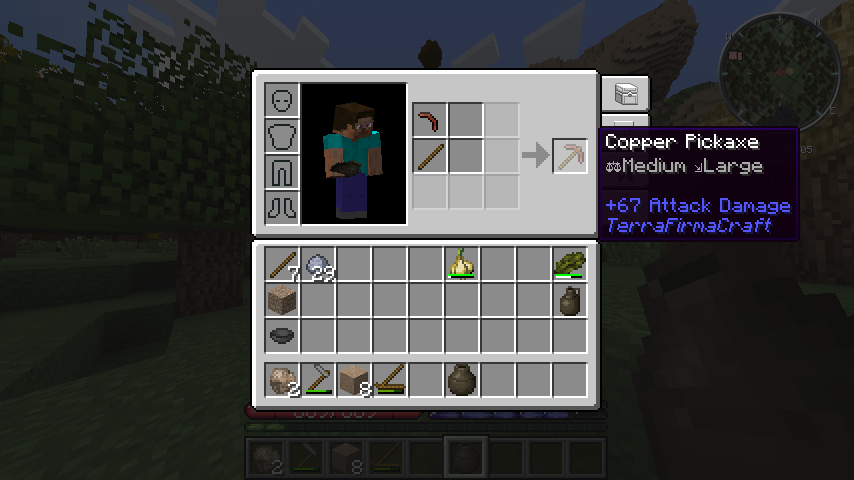 Copper Pickaxe
⚖Medium ⇲Large
+67 Attack Damage
TerraFirmaCraft
7
29
2
8
2
8